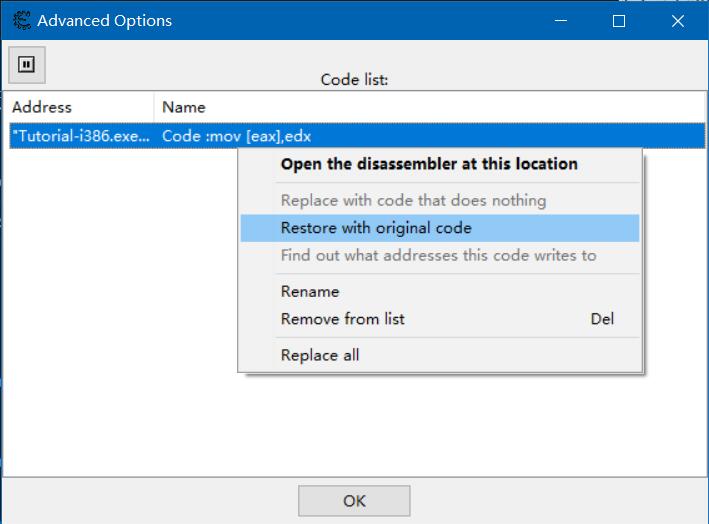 Advanced Options
Code list:
Address Name
"Tutorial-i386.exe... Code :mov [eax],edx
Open the disassembler at this location
Replace with code that does nothing
Restore with original code
Find out what addresses this code writes to
Rename
Remove from list Del
Replace all
OK